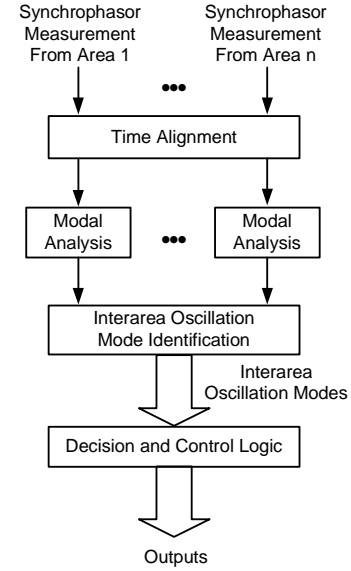 Synchrophasor Measurement From Area 1
Synchrophasor Measurement From Area n
•••
Time Alignment
Modal Analysis
•••
Modal Analysis
Interarea Oscillation
Mode Identification
Interarea
Oscillation Modes
Decision and Control Logic
Outputs